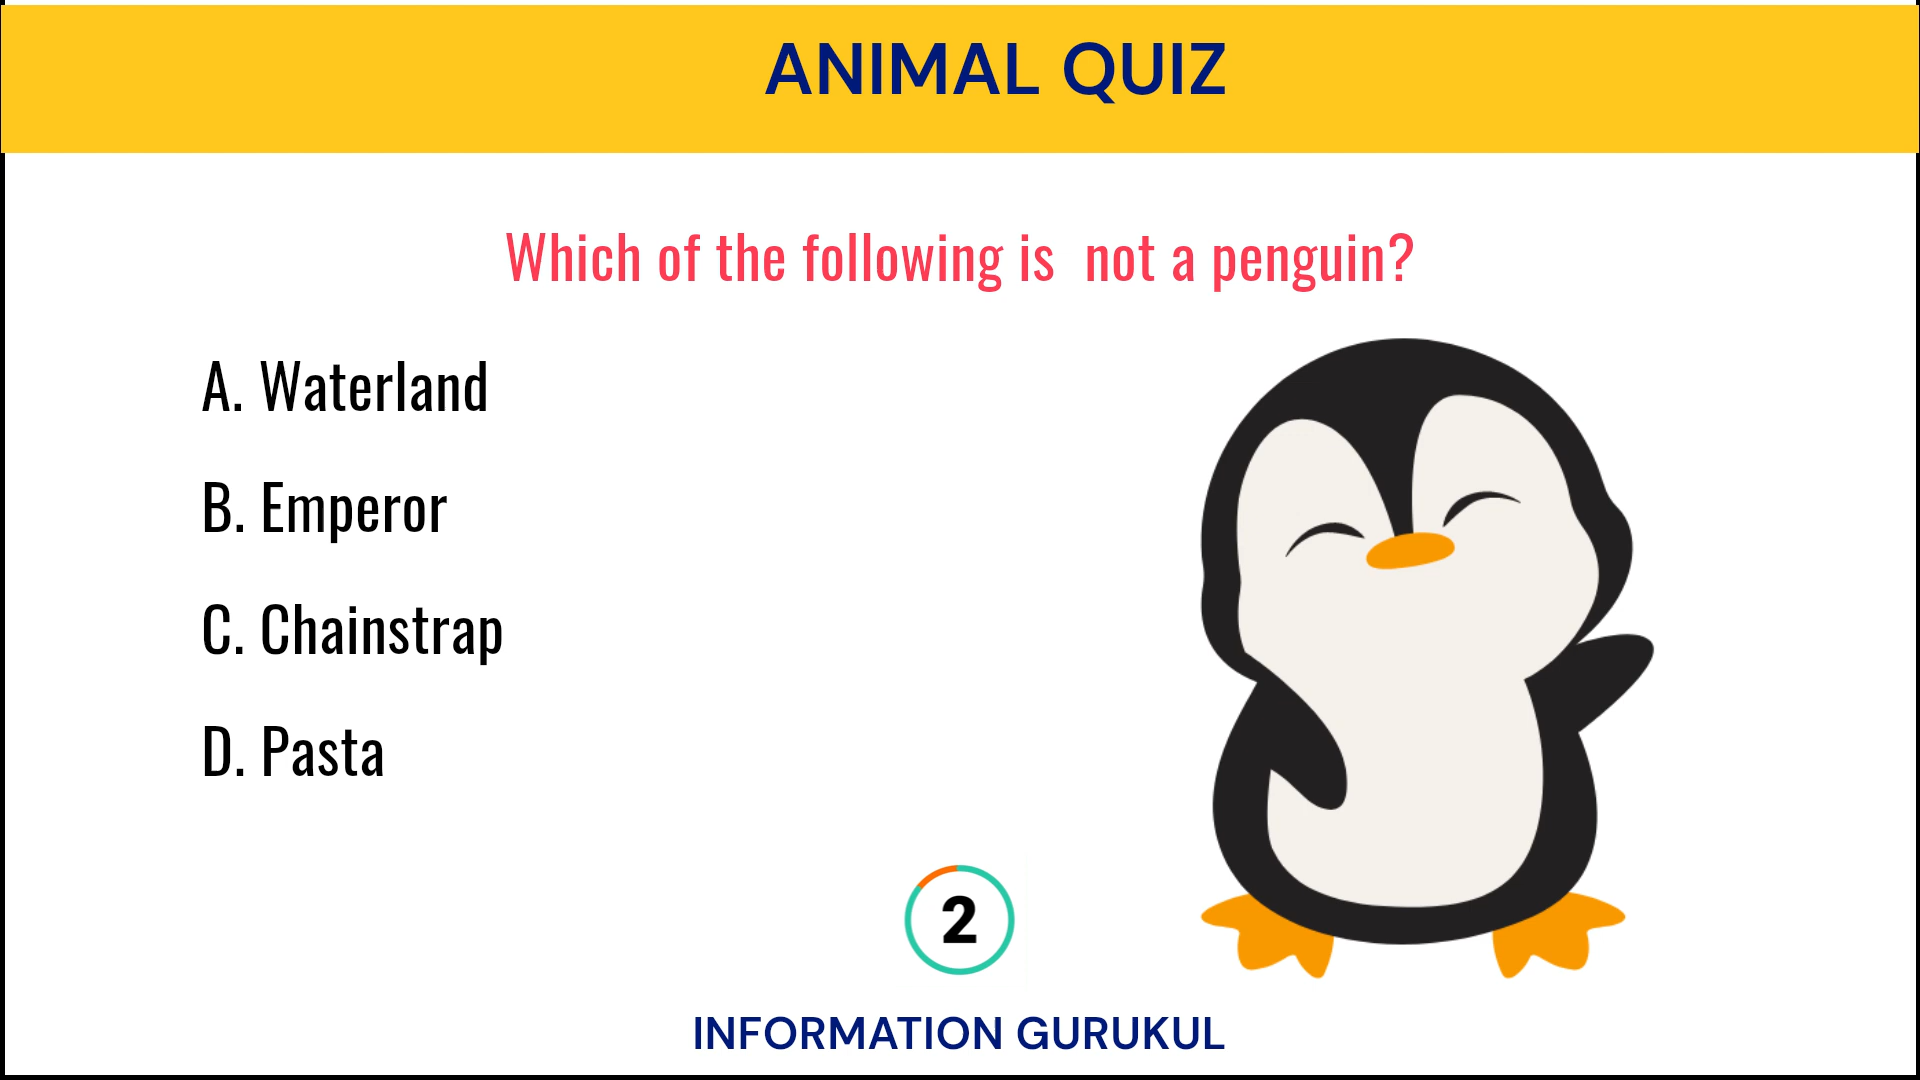 ANIMAL QUIZ
Which of the following is not a penguin?
A. Waterland
B. Emperor
C. Chainstrap
D. Pasta
2
INFORMATION GURUKUL